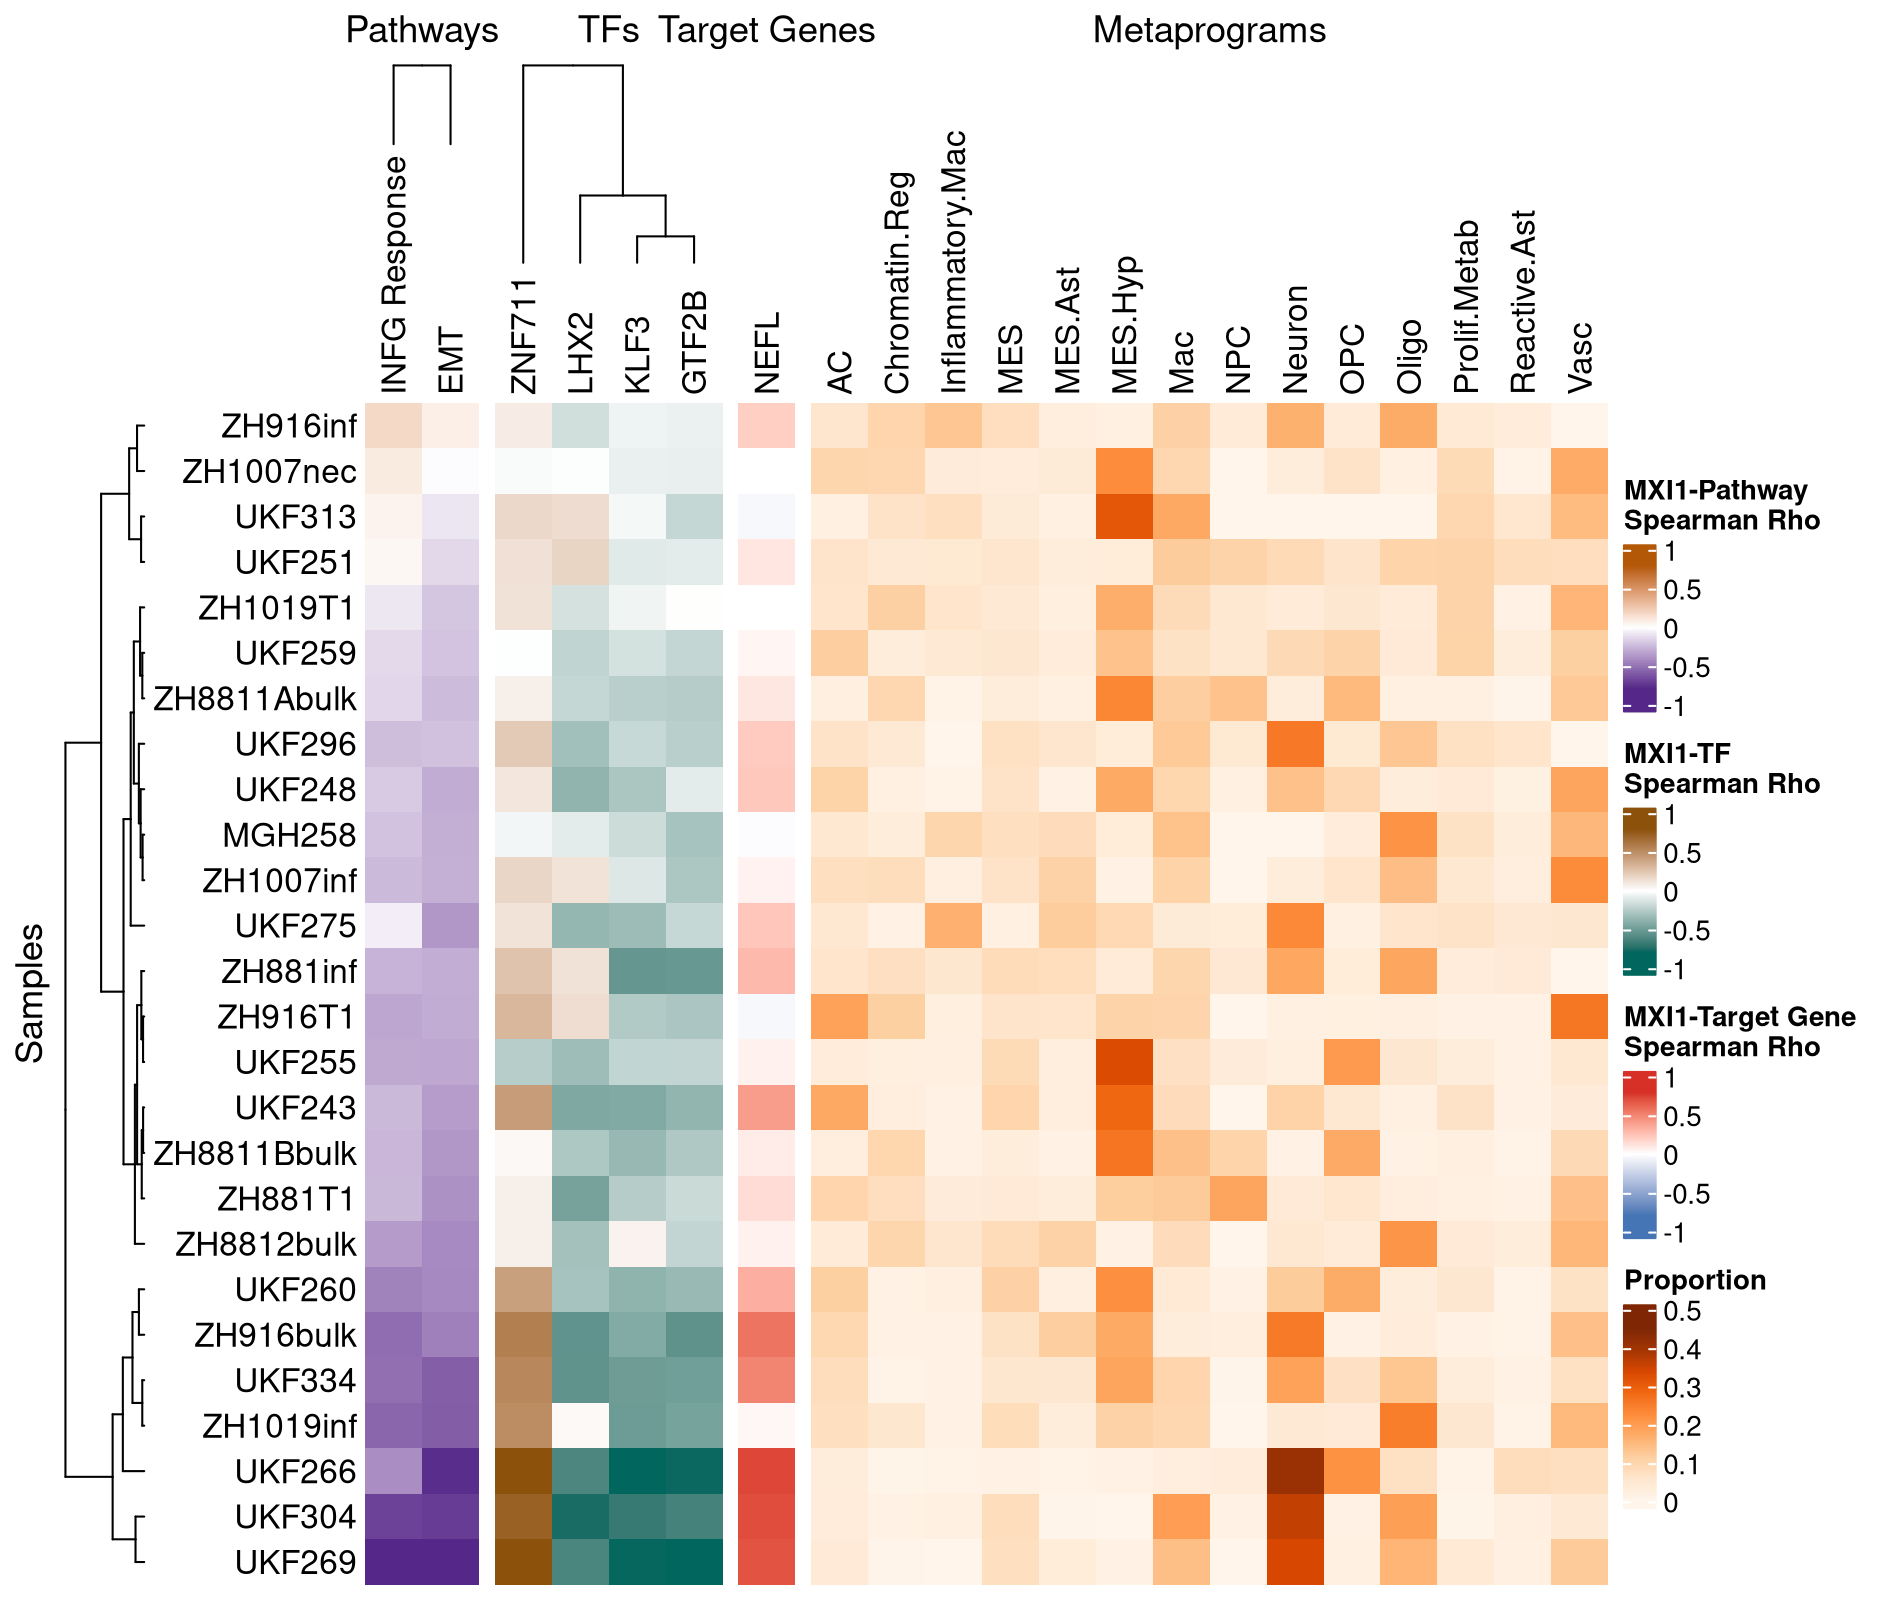 Pathways TFs Target Genes Metaprograms
INFG Response
EMT
ZNF711
LHX2
KLF3
GTF2B
NEFL
AC
Chromatin.Reg
Inflammatory.Mac
MES
MES.Ast
MES.Hyp
Mac
NPC
Neuron
OPC
Oligo
Prolif.Metab
Reactive.Ast
Vasc
Samples
ZH916inf
ZH1007nec
UKF313
UKF251
ZH1019T1
UKF259
ZH8811Abulk
UKF296
UKF248
MGH258
ZH1007inf
UKF275
ZH881inf
ZH916T1
UKF255
UKF243
ZH8811Bbulk
ZH881T1
ZH8812bulk
UKF260
ZH916bulk
UKF334
ZH1019inf
UKF266
UKF304
UKF269
MXI1-Pathway
Spearman Rho
1
0.5
0
-0.5
-1
MXI1-TF
Spearman Rho
1
0.5
0
-0.5
-1
MXI1-Target Gene
Spearman Rho
1
0.5
0
-0.5
-1
Proportion
0.5
0.4
0.3
0.2
0.1
0